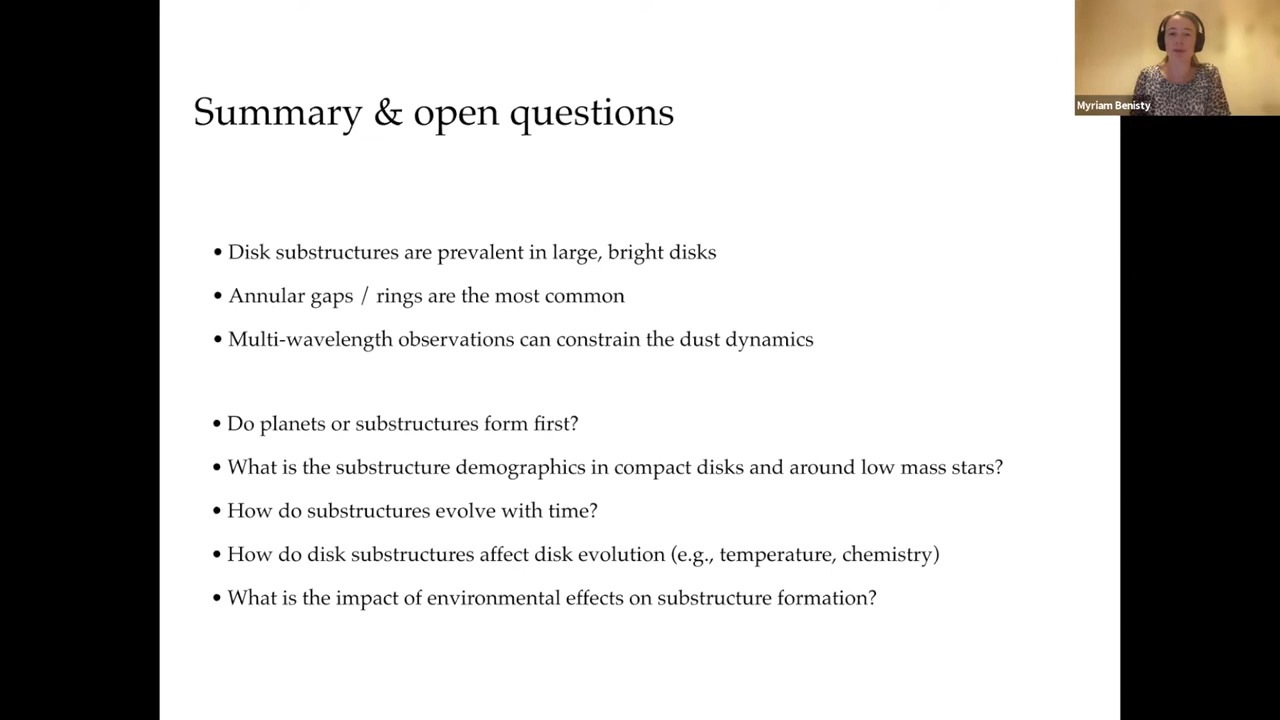 Myriam Benisty
Summary & open questions
• Disk substructures are prevalent in large, bright disks
• Annular gaps / rings are the most common
• Multi-wavelength observations can constrain the dust dynamics
• Do planets or substructures form first?
• What is the substructure demographics in compact disks and around low mass stars?
• How do substructures evolve with time?
• How do disk substructures affect disk evolution (e.g., temperature, chemistry)
• What is the impact of environmental effects on substructure formation?